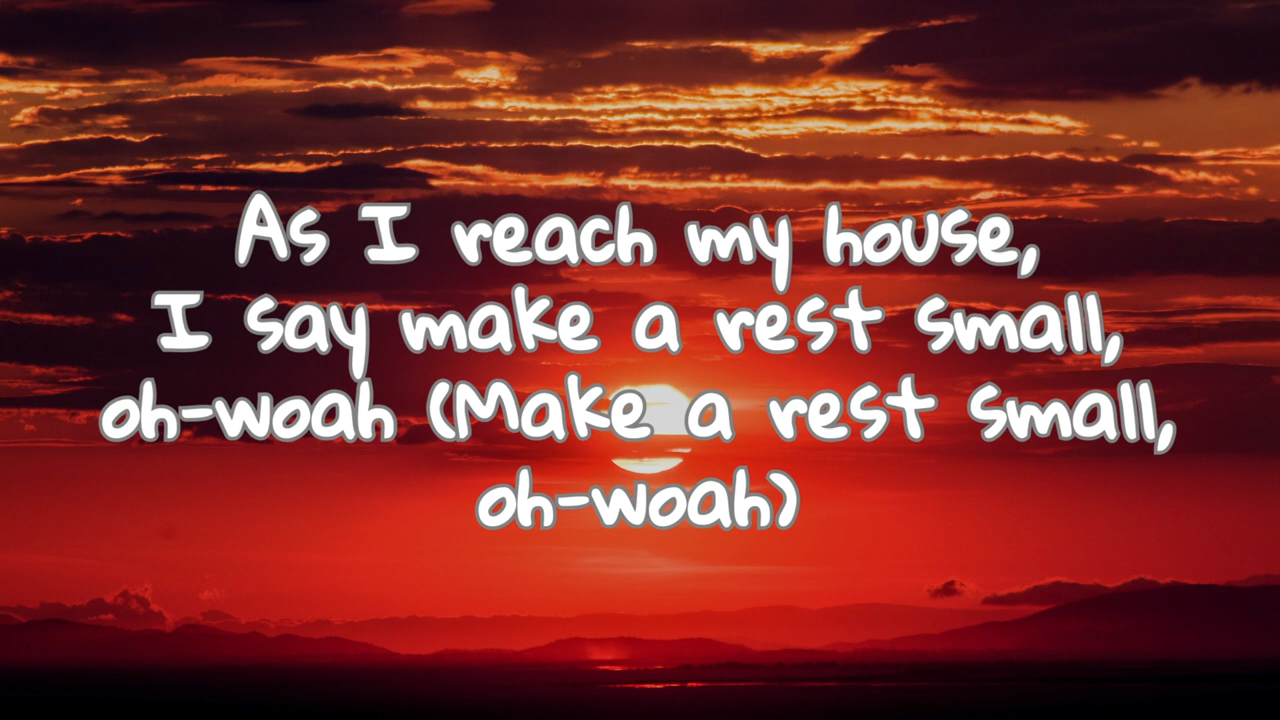 As I reach my house,
I say make a rest small,
oh-woah (Make a rest small,
oh-woah)